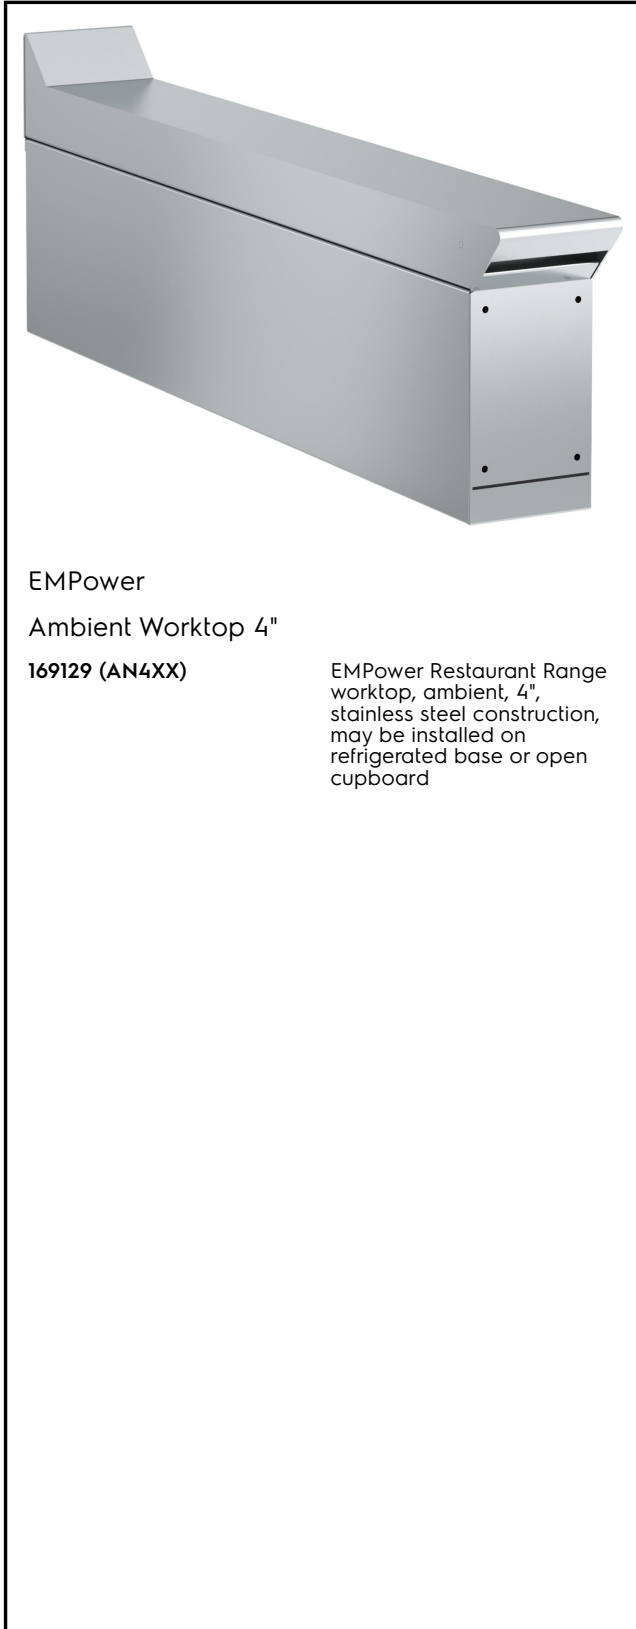 EMPower
Ambient Worktop 4"
169129 (AN4XX)
EMPower Restaurant Range
worktop, ambient, 4",
stainless steel construction,
may be installed on
refrigerated base or open
cupboard